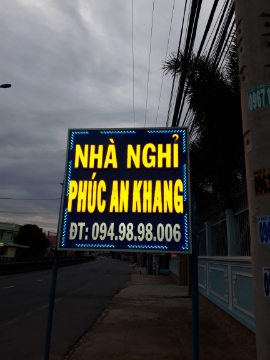 NHÀ NGHỈ
PHÚC AN KHANG
ĐT: 094.98.98.006